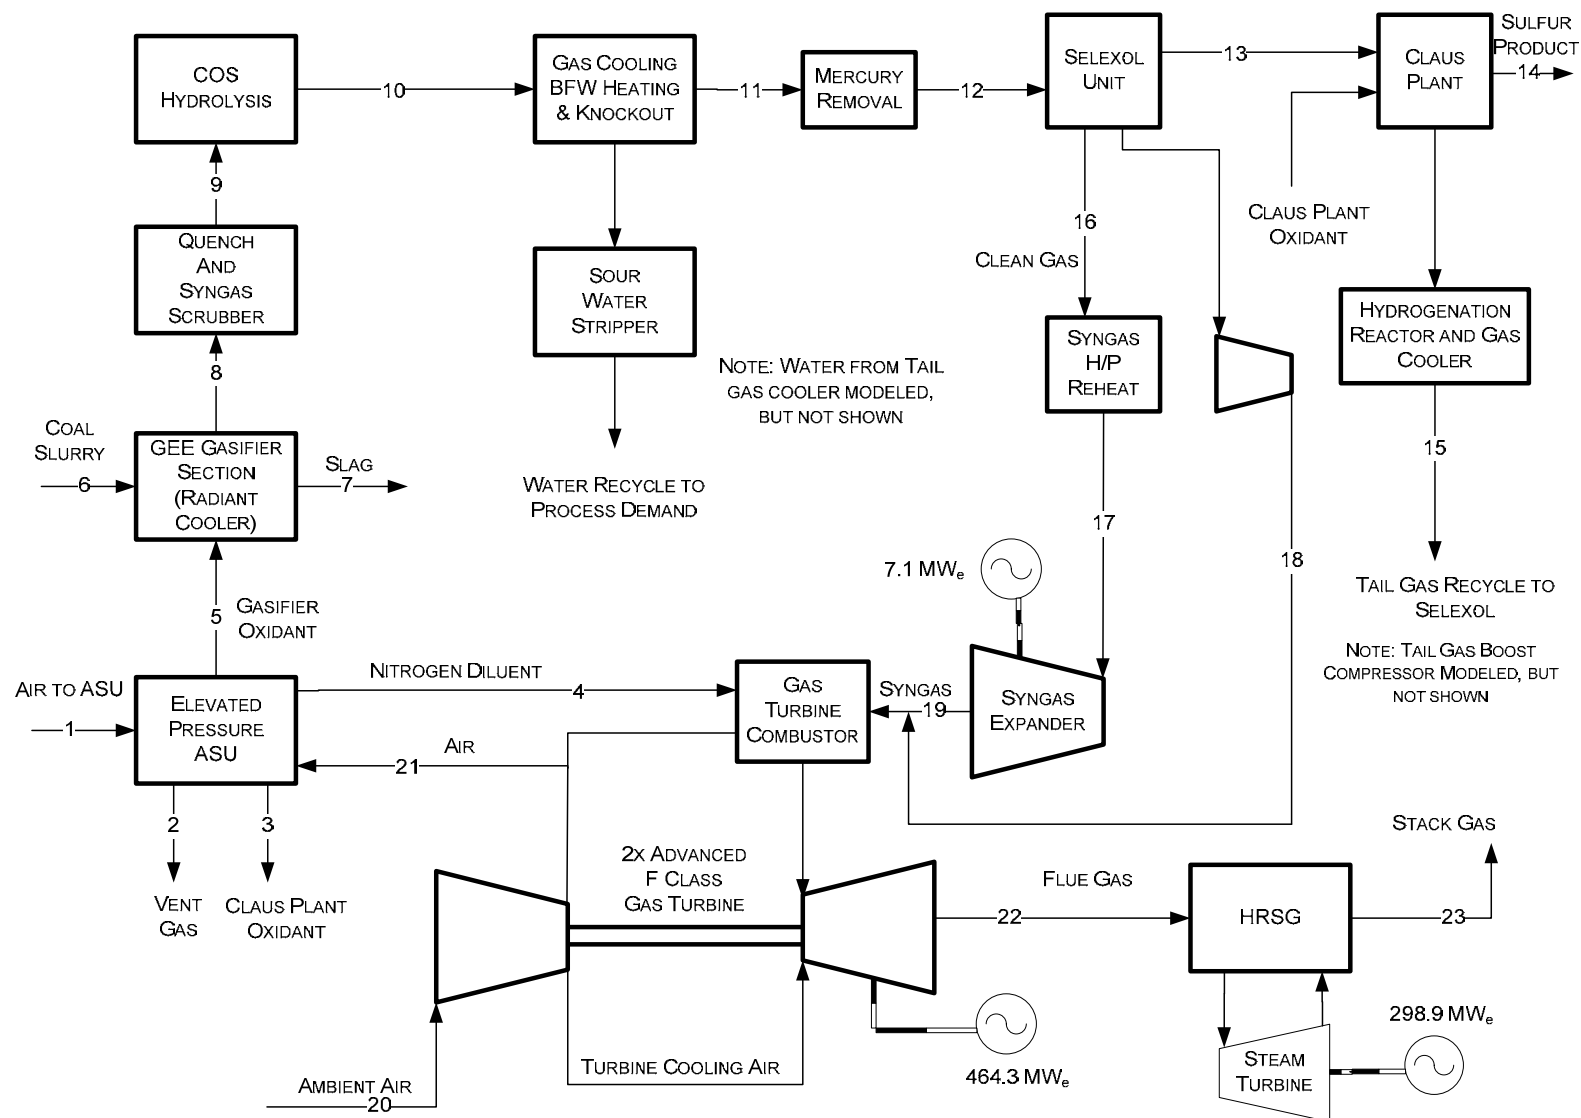 COS
HYDROLYSIS
10
GAS COOLING
BFW HEATING
& KNOCKOUT
11
MERCURY
REMOVAL
12
SELEXOL
UNIT
13
CLAUS
PLANT
SULFUR
PRODUCT
14
9
16
CLEAN GAS
CLAUS PLANT
OXIDANT
QUENCH
AND
SYNGAS
SCRUBBER
SOUR
WATER
STRIPPER
SYNGAS
H/P
REHEAT
HYDROGENATION
REACTOR AND GAS
COOLER
8
NOTE: WATER FROM TAIL
GAS COOLER MODELED,
BUT NOT SHOWN
COAL
SLURRY
6
GEE GASIFIER
SECTION
(RADIANT
COOLER)
SLAG
7
WATER RECYCLE TO
PROCESS DEMAND
15
17
18
7.1 MWe
TAIL GAS RECYCLE TO
SELEXOL
NOTE: TAIL GAS BOOST
COMPRESSOR MODELED, BUT
NOT SHOWN
5
GASIFIER
OXIDANT
AIR TO ASU
1
ELEVATED
PRESSURE
ASU
NITROGEN DILUENT
4
GAS
TURBINE
COMBUSTOR
SYNGAS
19
SYNGAS
EXPANDER
AIR
21
2
3
VENT
GAS
CLAUS PLANT
OXIDANT
2X ADVANCED
F CLASS
GAS TURBINE
FLUE GAS
22
HRSG
STACK GAS
23
AMBIENT AIR
20
TURBINE COOLING AIR
464.3 MWe
STEAM
TURBINE
298.9 MWe